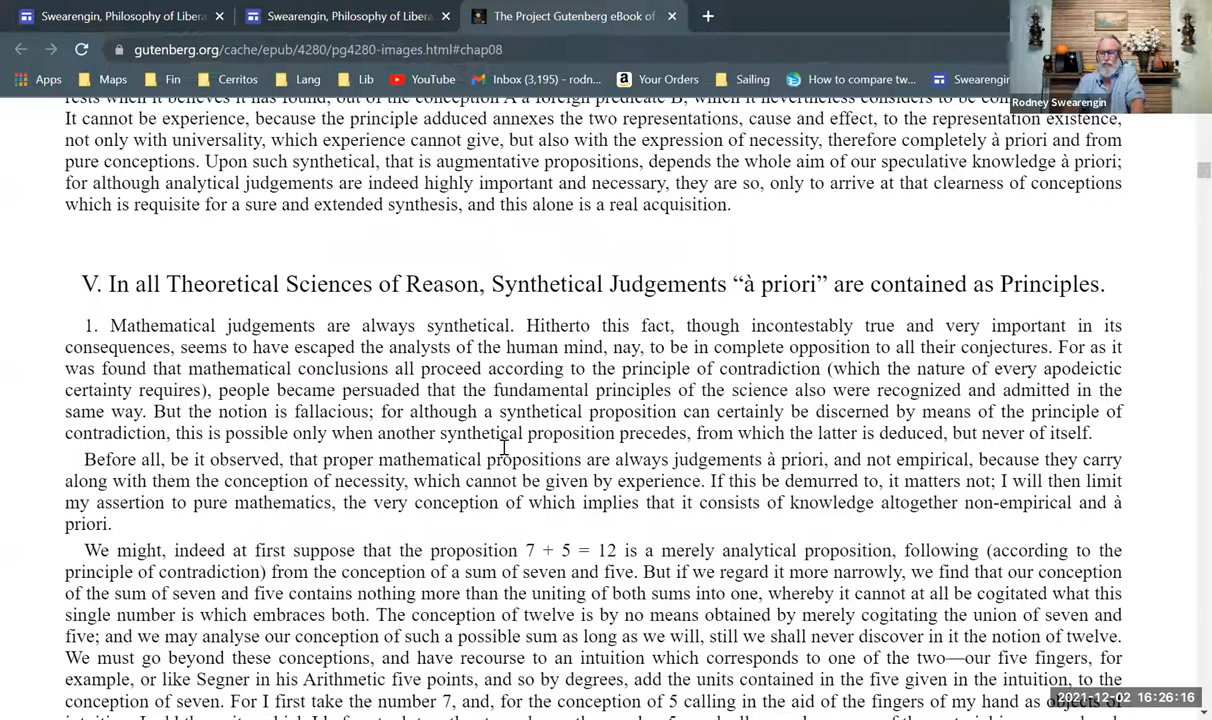 Swearengin, Philosophy of Libera
Swearengin, Philosophy of Libera
The Project Gutenberg eBook of
gutenberg.org/cache/epub/4280/pg4280-images.html#chap08
Apps
Maps
Fin
Cerritos
Lang
Lib
YouTube
Inbox (3,195) - rodn...
Your Orders
Sailing
How to compare tw...
Swearengin
Rodney Swearengin
rests when it believes it has found, out of the conception A a foreign predicate B, which it nevertheless considers to be
It cannot be experience, because the principle adduced annexes the two representations, cause and effect, to the representation existence,
not only with universality, which experience cannot give, but also with the expression of necessity, therefore completely à priori and from
pure conceptions. Upon such synthetical, that is augmentative propositions, depends the whole aim of our speculative knowledge à priori;
for although analytical judgements are indeed highly important and necessary, they are so, only to arrive at that clearness of conceptions
which is requisite for a sure and extended synthesis, and this alone is a real acquisition.
V. In all Theoretical Sciences of Reason, Synthetical Judgements “à priori” are contained as Principles.
1. Mathematical judgements are always synthetical. Hitherto this fact, though incontestably true and very important in its
consequences, seems to have escaped the analysts of the human mind, nay, to be in complete opposition to all their conjectures. For as it
was found that mathematical conclusions all proceed according to the principle of contradiction (which the nature of every apodeictic
certainty requires), people became persuaded that the fundamental principles of the science also were recognized and admitted in the
same way. But the notion is fallacious; for although a synthetical proposition can certainly be discerned by means of the principle of
contradiction, this is possible only when another synthetical proposition precedes, from which the latter is deduced, but never of itself.
Before all, be it observed, that proper mathematical propositions are always judgements à priori, and not empirical, because they carry
along with them the conception of necessity, which cannot be given by experience. If this be demurred to, it matters not; I will then limit
my assertion to pure mathematics, the very conception of which implies that it consists of knowledge altogether non-empirical and à
priori.
We might, indeed at first suppose that the proposition 7 + 5 = 12 is a merely analytical proposition, following (according to the
principle of contradiction) from the conception of a sum of seven and five. But if we regard it more narrowly, we find that our conception
of the sum of seven and five contains nothing more than the uniting of both sums into one, whereby it cannot at all be cogitated what this
single number is which embraces both. The conception of twelve is by no means obtained by merely cogitating the union of seven and
five; and we may analyse our conception of such a possible sum as long as we will, still we shall never discover in it the notion of twelve.
We must go beyond these conceptions, and have recourse to an intuition which corresponds to one of the two—our five fingers, for
example, or like Segner in his Arithmetic five points, and so by degrees, add the units contained in the five given in the intuition, to the
conception of seven. For I first take the number 7, and, for the conception of 5 calling in the aid of the fingers of my hand as objects of
2021-12-02 16:26:16